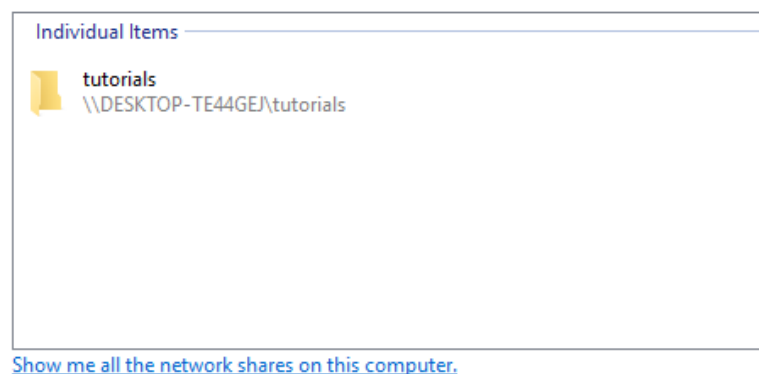 Individual Items
tutorials
\\DESKTOP-TE44GEJ\tutorials
Show me all the network shares on this computer.